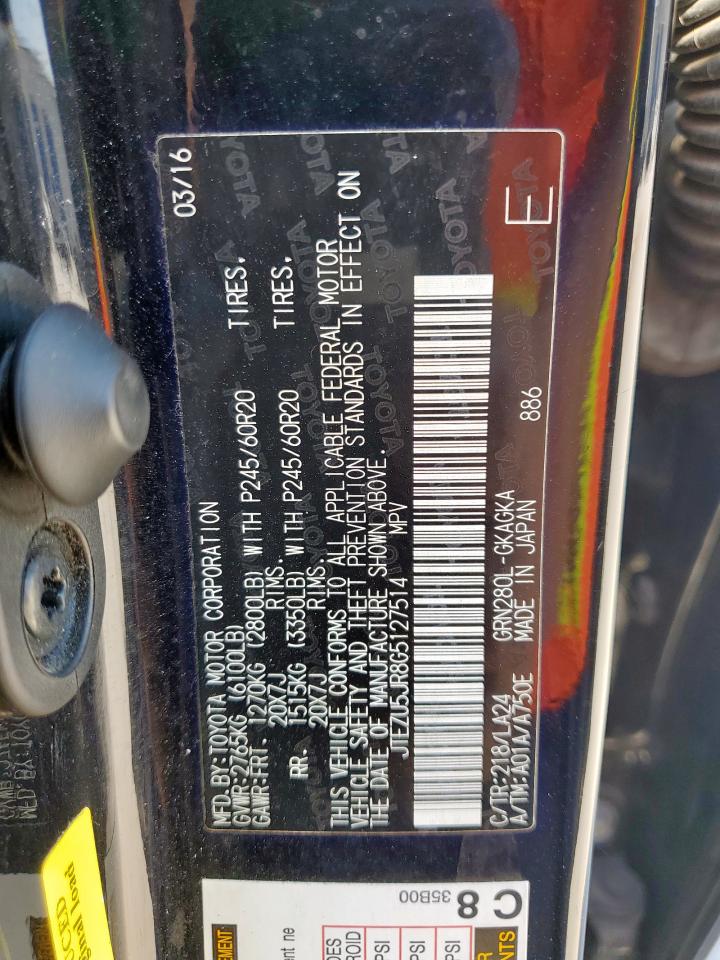 MFD.BY:TOYOTA MOTOR CORPORATION 03/16
GVWR:2765KG (6100LB)
GAWR:FRT. 1270KG (2800LB) WITH P245/60R20 TIRES,
20X7J RIMS.
RR. 1515KG (3350LB) WITH P245/60R20 TIRES,
20X7J RIMS.
THIS VEHICLE CONFORMS TO ALL APPLICABLE FEDERAL MOTOR
VEHICLE SAFETY AND THEFT PREVENTION STANDARDS IN EFFECT ON
THE DATE OF MANUFACTURE SHOWN ABOVE.
JTEZU5JR8G5127514 MPV
C/TR:218/LA24 GRN280L-GKAGKA 886
A/TM:A01A/A750E MADE IN JAPAN
TOYOTA
C 8
35B00
PSI
PSI
PSI